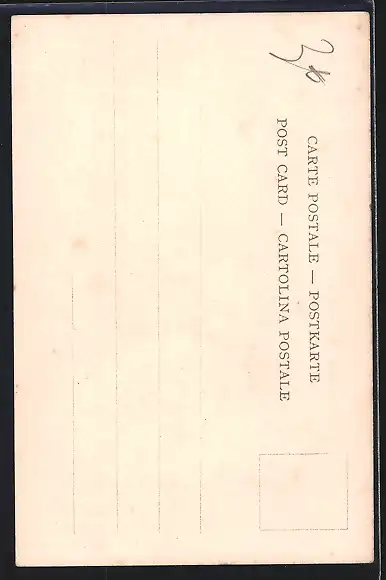 CARTE POSTALE — POSTKARTE
POST CARD — CARTOLINA POSTALE